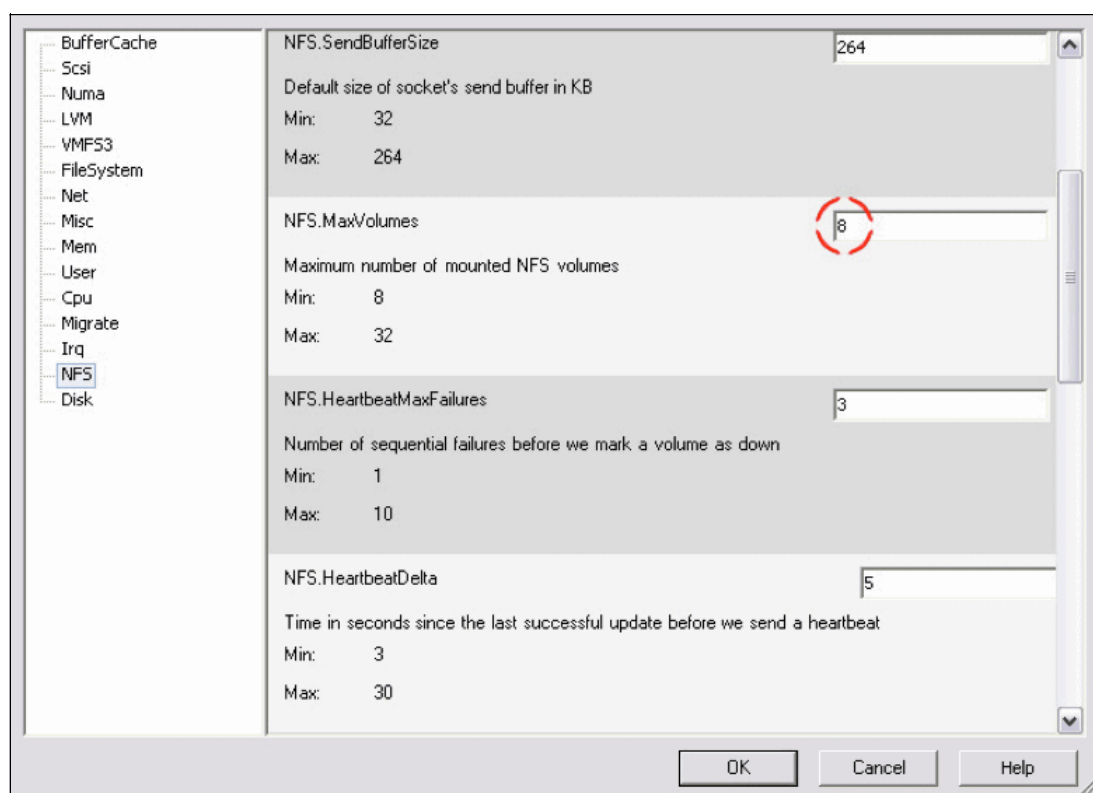 BufferCache
Scsi
Numa
LVM
VMFS3
FileSystem
Net
Misc
Mem
User
Cpu
Migrate
Irq
NFS
Disk
NFS.SendBufferSize 264
Default size of socket's send buffer in KB
Min: 32
Max: 264
NFS.MaxVolumes 8
Maximum number of mounted NFS volumes
Min: 8
Max: 32
NFS.HeartbeatMaxFailures 3
Number of sequential failures before we mark a volume as down
Min: 1
Max: 10
NFS.HeartbeatDelta 5
Time in seconds since the last successful update before we send a heartbeat
Min: 3
Max: 30
OK Cancel Help